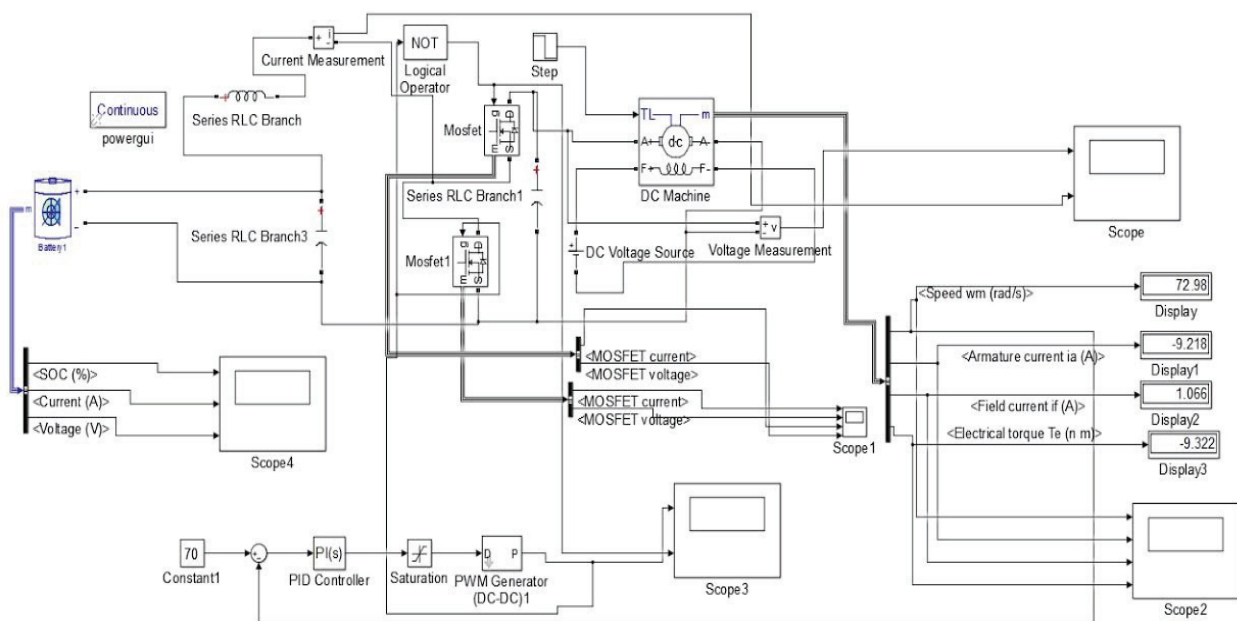 Continuous
powergui
+
Series RLC Branch
+
-
i
Current Measurement
NOT
Logical
Operator
Step
g
D
m
S
Mosfet
+
Series RLC Branch1
TL
m
A+
dc
A-
F+
F-
DC Machine
Scope
m
+
-
Battery1
+
Series RLC Branch3
g
D
m
S
Mosfet1
+
DC Voltage Source
+
-
v
Voltage Measurement
<Speed wm (rad/s)
72.98
Display
<Armature current ia (A)
-9.218
Display1
<Field current if (A)
1.066
Display2
<Electrical torque Te (n m)
-9.322
Display3
<SOC (%)
<Current (A)
<Voltage (V)
Scope4
<MOSFET current>
<MOSFET voltage>
<MOSFET current>
<MOSFET voltage>
Scope1
70
Constant1
+
-
PI(s)
PID Controller
Saturation
D
P
PWM Generator
(DC-DC)1
Scope3
Scope2